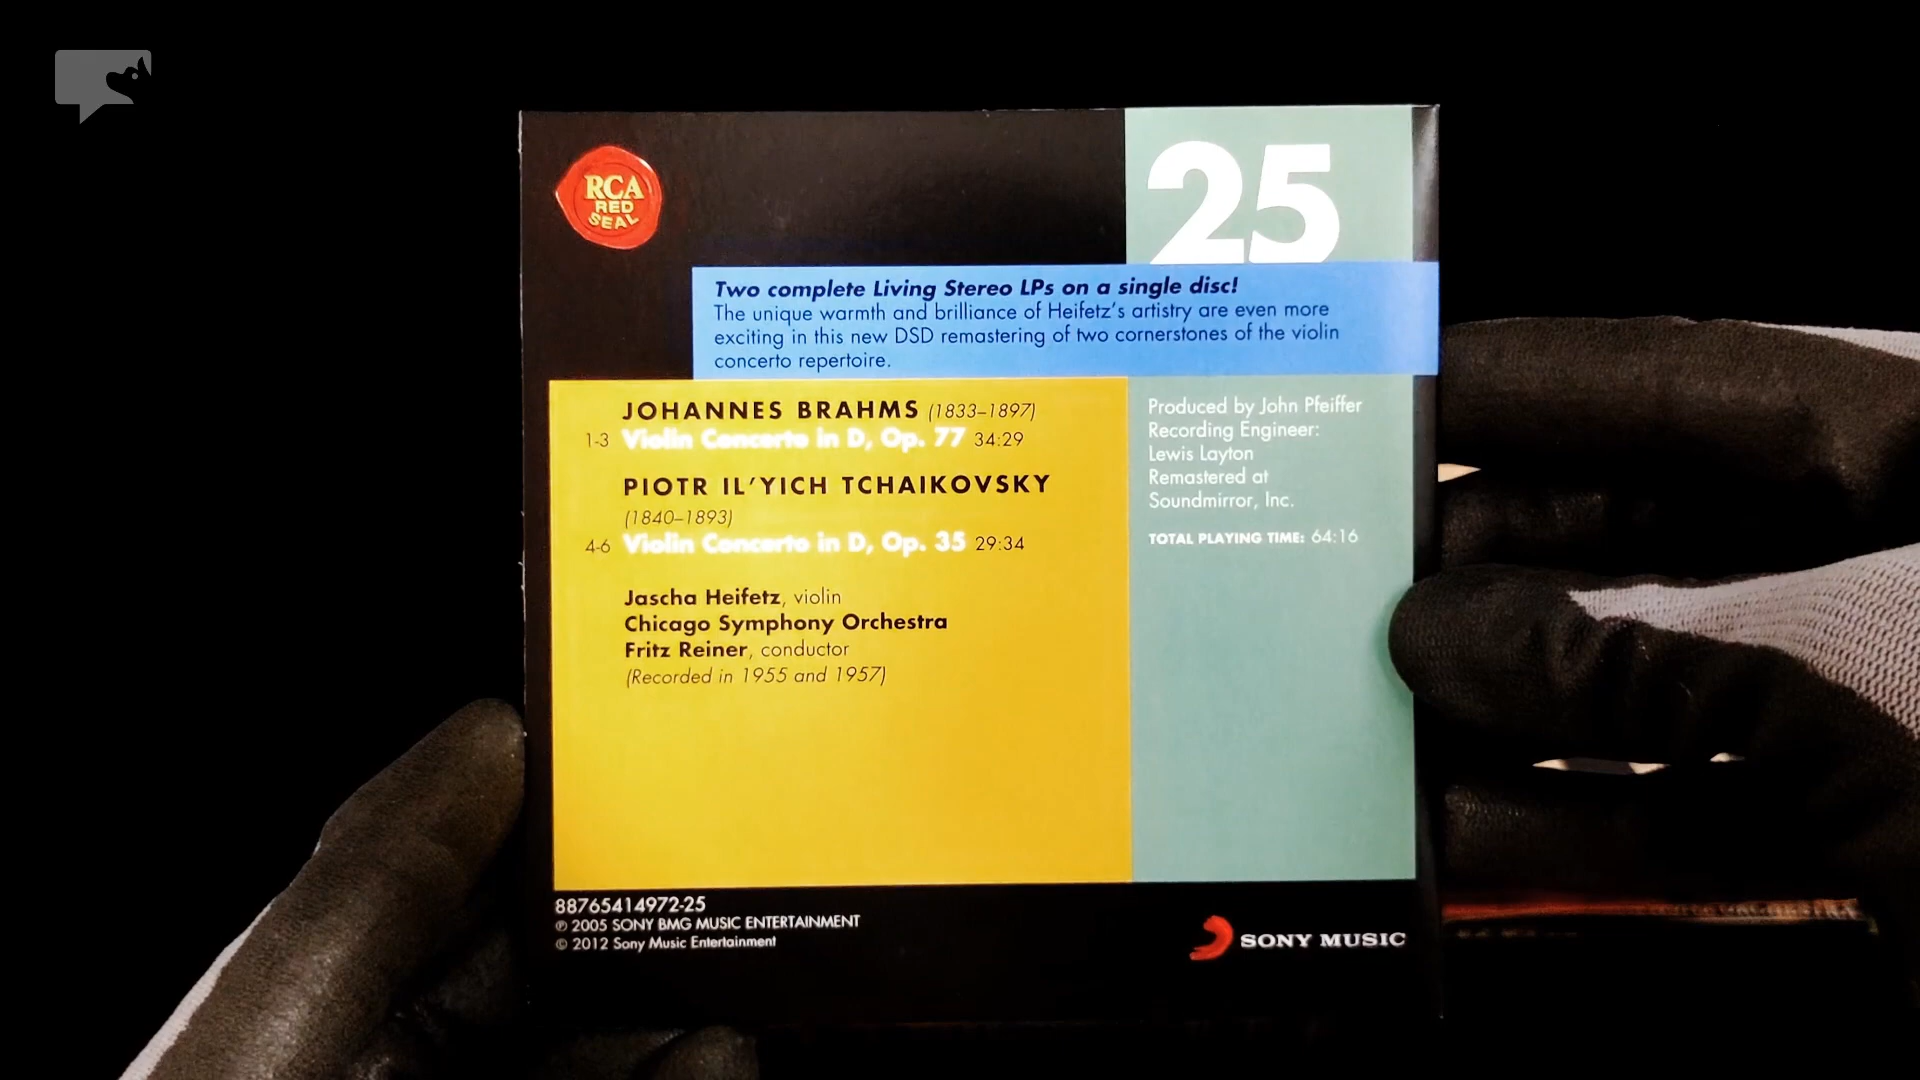 RCA
RED
SEAL
25
Two complete Living Stereo LPs on a single disc!
The unique warmth and brilliance of Heifetz's artistry are even more
exciting in this new DSD remastering of two cornerstones of the violin
concerto repertoire.
JOHANNES BRAHMS (1833–1897)
1-3 Violin Concerto in D, Op. 77 34:29
PIOTR IL'YICH TCHAIKOVSKY
(1840–1893)
4-6 Violin Concerto in D, Op. 35 29:34
Jascha Heifetz, violin
Chicago Symphony Orchestra
Fritz Reiner, conductor
(Recorded in 1955 and 1957)
Produced by John Pfeiffer
Recording Engineer:
Lewis Layton
Remastered at
Soundmirror, Inc.
TOTAL PLAYING TIME: 64:16
88765414972-25
℗ 2005 SONY BMG MUSIC ENTERTAINMENT
© 2012 Sony Music Entertainment
SONY MUSIC